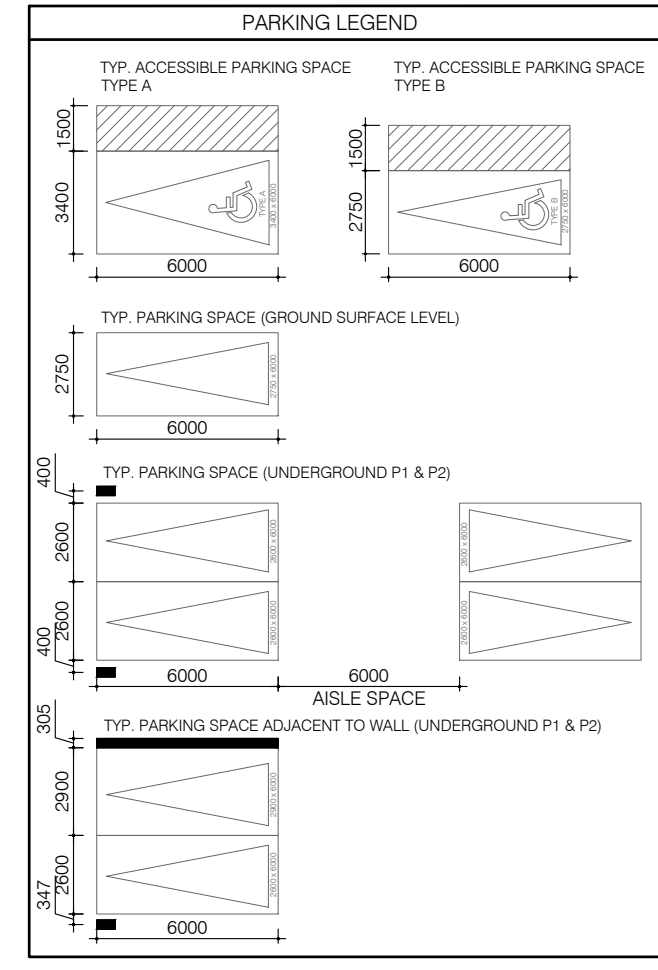 PARKING LEGEND
TYP. ACCESSIBLE PARKING SPACE
TYPE A
1500
3400
TYPE A
3400 x 6000
6000
TYP. ACCESSIBLE PARKING SPACE
TYPE B
1500
2750
TYPE B
2750 x 6000
6000
TYP. PARKING SPACE (GROUND SURFACE LEVEL)
2750
2750 x 6000
6000
TYP. PARKING SPACE (UNDERGROUND P1 & P2)
400
2600
2600
400
2600 x 6000
2600 x 6000
2600 x 6000
2600 x 6000
6000
6000
AISLE SPACE
TYP. PARKING SPACE ADJACENT TO WALL (UNDERGROUND P1 & P2)
305
2900
2600
347
2900 x 6000
2600 x 6000
6000